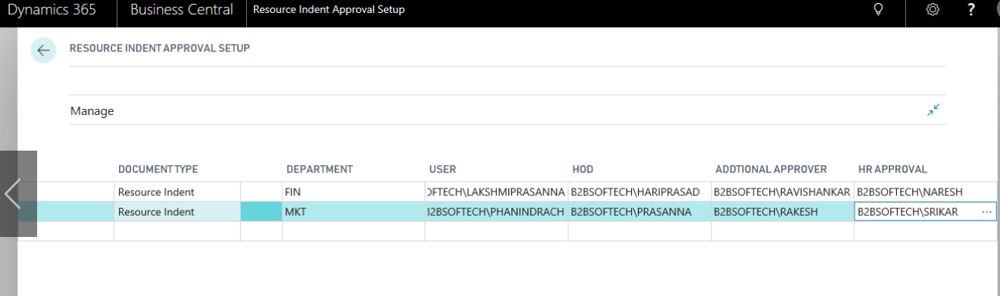 Dynamics 365 Business Central Resource Indent Approval Setup ?
RESOURCE INDENT APPROVAL SETUP
Manage
DOCUMENT TYPE DEPARTMENT USER HOD ADDTIONAL APPROVER HR APPROVAL
Resource Indent FIN OFTECH\LAKSHMIPRASANNA B2BSOFTECH\HARIPRASAD B2BSOFTECH\RAVISHANKAR B2BSOFTECH\NARESH
Resource Indent MKT B2BSOFTECH\PHANINDRACH B2BSOFTECH\PRASANNA B2BSOFTECH\RAKESH B2BSOFTECH\SRIKAR ...